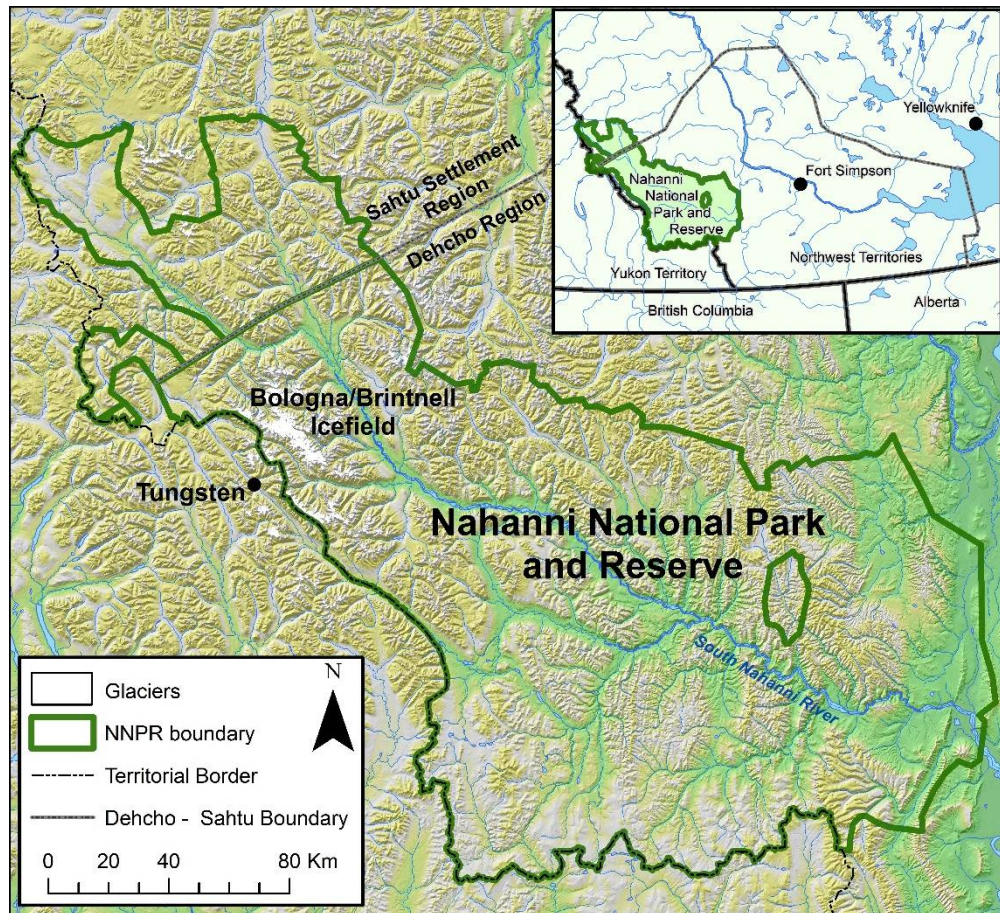 Sahtu Settlement
Region
Dehcho Region
Bologna/Brintnell
Icefield
Tungsten
Nahanni National Park
and Reserve
South Nahanni River
Yellowknife
Fort Simpson
Nahanni
National
Park and
Reserve
Northwest Territories
Yukon Territory
British Columbia
Alberta
N
Glaciers
NNPR boundary
Territorial Border
Dehcho - Sahtu Boundary
0 20 40 80 Km